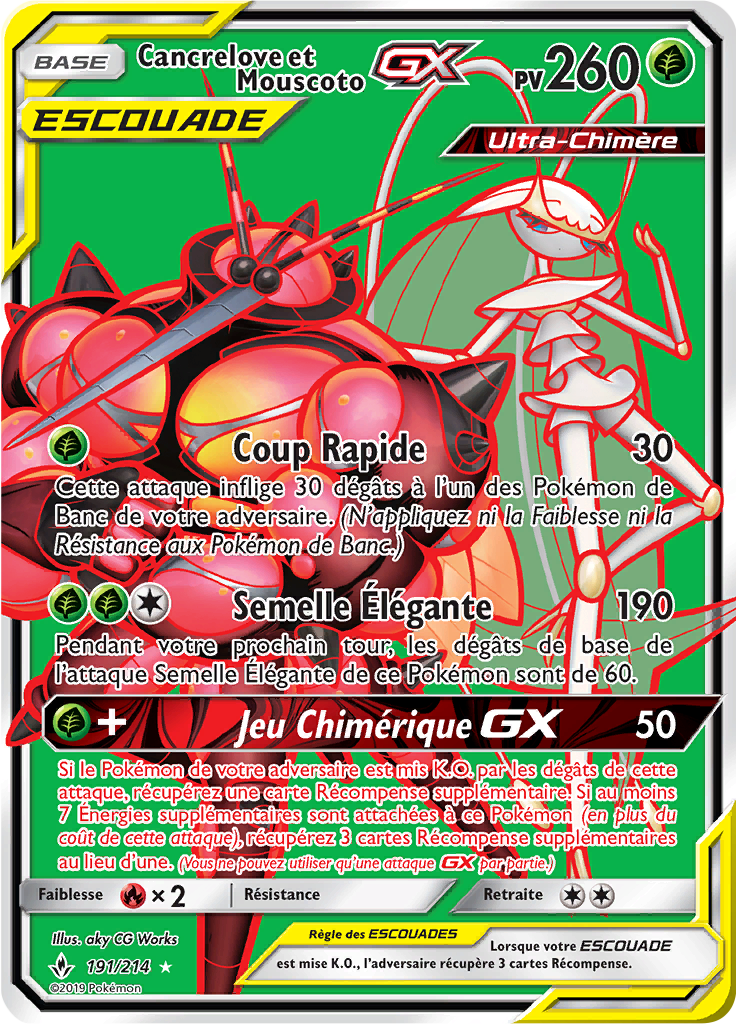 BASE
Cancrelove et
Mouscoto
GX
PV260
ESCOUADE
Ultra-Chimère
Coup Rapide 30
Cette attaque inflige 30 dégâts à l'un des Pokémon de
Banc de votre adversaire. (N'appliquez ni la Faiblesse ni la
Résistance aux Pokémon de Banc.)
Semelle Élégante 190
Pendant votre prochain tour, les dégâts de base de
l'attaque Semelle Élégante de ce Pokémon sont de 60.
+ Jeu Chimérique GX 50
Si le Pokémon de votre adversaire est mis K.O. par les dégâts de cette
attaque, récupérez une carte Récompense supplémentaire. Si au moins
7 Énergies supplémentaires sont attachées à ce Pokémon (en plus du
coût de cette attaque), récupérez 3 cartes Récompense supplémentaires
au lieu d'une. (Vous ne pouvez utiliser qu'une attaque GX par partie.)
Faiblesse ×2 Résistance Retraite
Illus. aky CG Works
191/214
©2019 Pokémon
Règle des ESCOUADES
Lorsque votre ESCOUADE
est mise K.O., l'adversaire récupère 3 cartes Récompense.